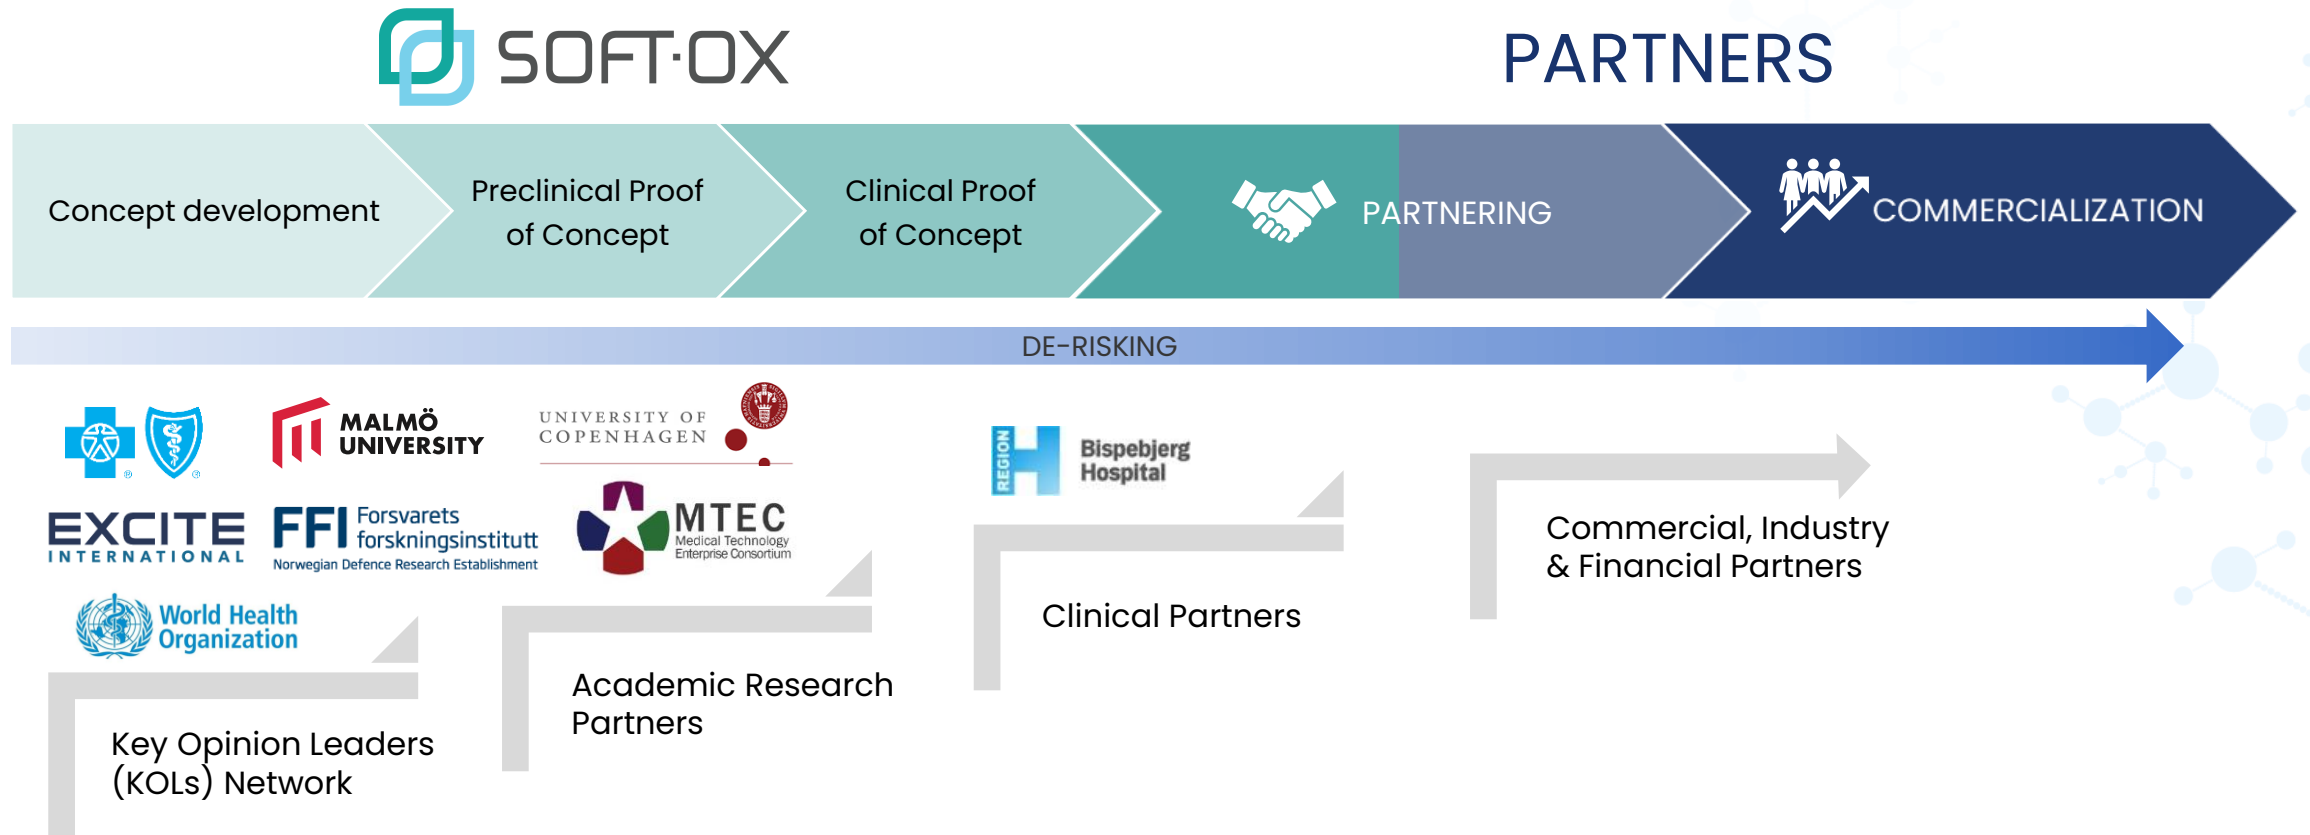 SOFT·OX
PARTNERS
Concept development
Preclinical Proof
of Concept
Clinical Proof
of Concept
PARTNERING
COMMERCIALIZATION
DE-RISKING
MALMÖ
UNIVERSITY
UNIVERSITY OF
COPENHAGEN
REGION
H
Bispebjerg
Hospital
EXCITE
INTERNATIONAL
FFI Forsvarets
forskningsinstitutt
Norwegian Defence Research Establishment
MTEC
Medical Technology
Enterprise Consortium
World Health
Organization
Key Opinion Leaders
(KOLs) Network
Academic Research
Partners
Clinical Partners
Commercial, Industry
& Financial Partners